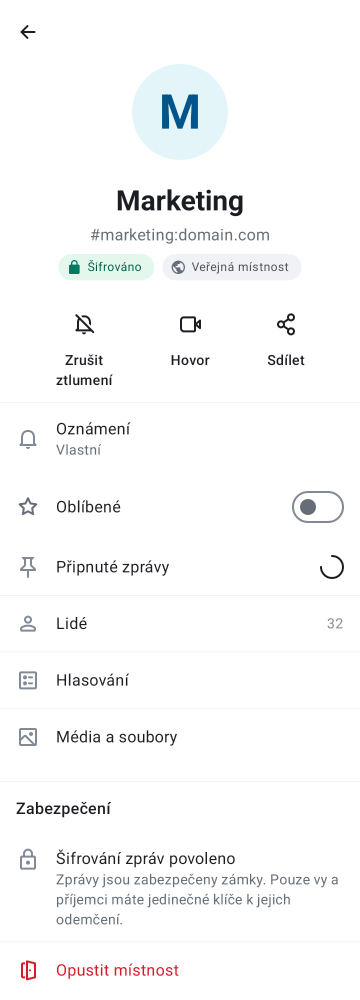 M
Marketing
#marketing:domain.com
Šifrováno
Veřejná místnost
Zrušit
ztlumení
Hovor
Sdílet
Oznámení
Vlastní
Oblíbené
Připnuté zprávy
Lidé
32
Hlasování
Média a soubory
Zabezpečení
Šifrování zpráv povoleno
Zprávy jsou zabezpečeny zámky. Pouze vy a
příjemci máte jedinečné klíče k jejich
odemčení.
Opustit místnost